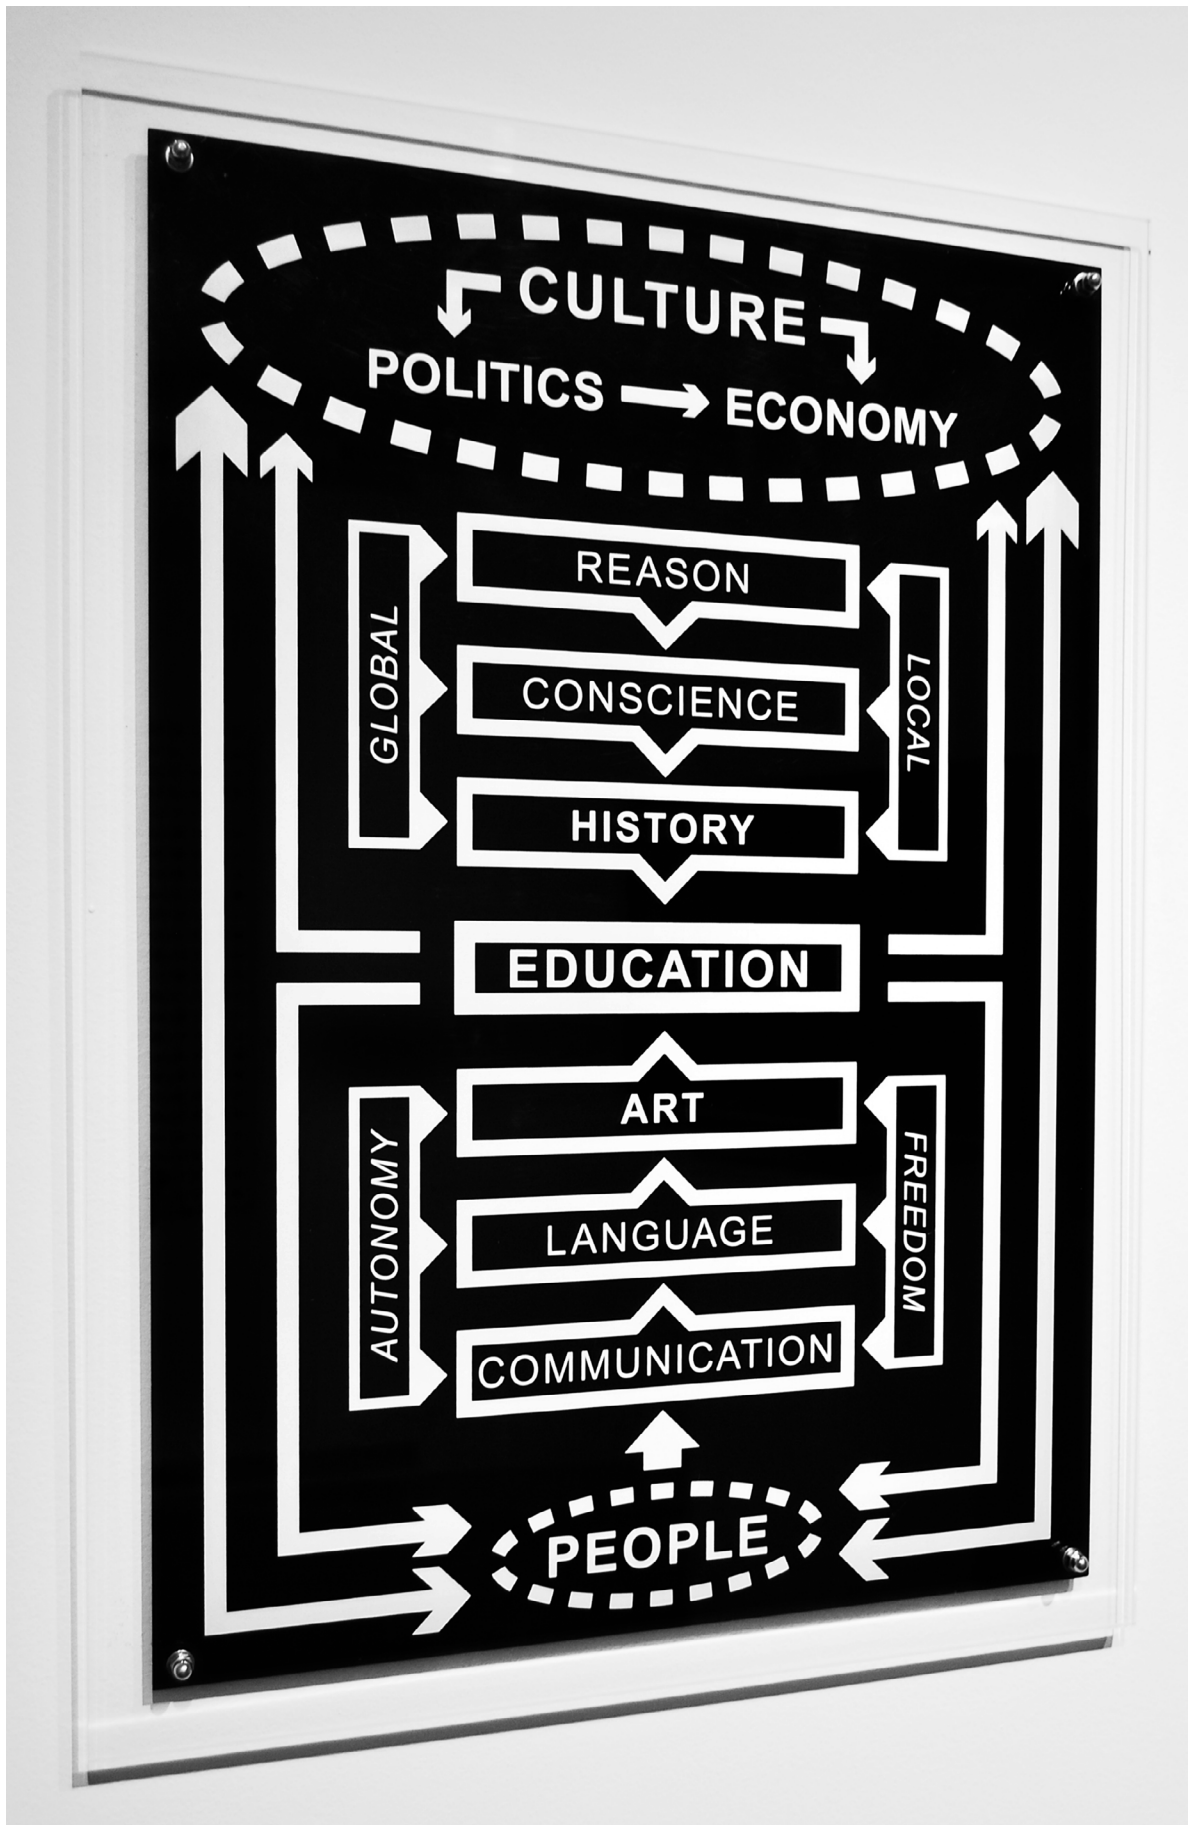 CULTURE
POLITICS
ECONOMY
REASON
GLOBAL
LOCAL
CONSCIENCE
HISTORY
EDUCATION
ART
AUTONOMY
FREEDOM
LANGUAGE
COMMUNICATION
PEOPLE